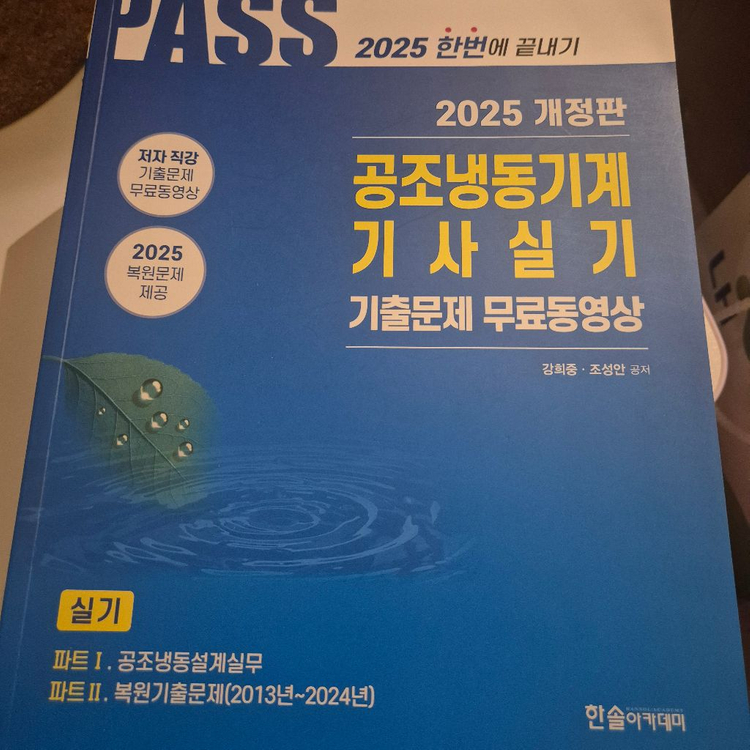 PASS
2025 한번에 끝내기
2025 개정판
저자 직강
기출문제
무료동영상
공조냉동기계
기사실기
기출문제 무료동영상
2025
복원문제
제공
강희중 · 조성안 공저
실기
파트 I . 공조냉동설계실무
파트 II . 복원기출문제(2013년~2024년)
한솔아카데미